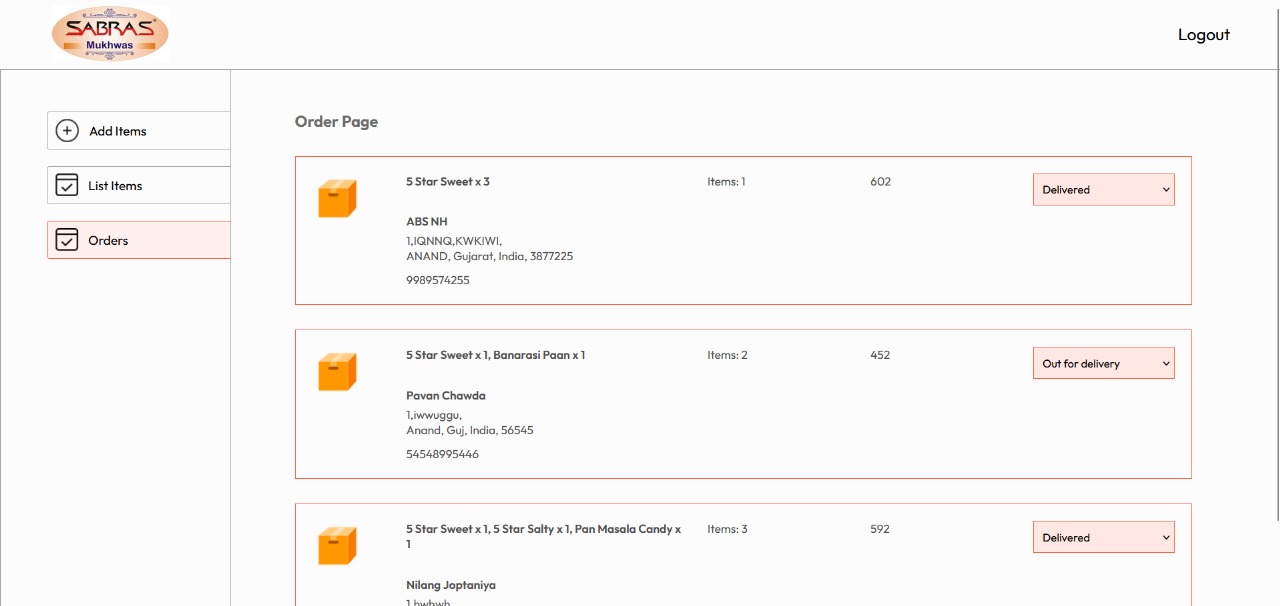 SABRAS®
Mukhwas
Logout
Add Items
List Items
Orders
Order Page
5 Star Sweet x 3
Items: 1
602
Delivered
ABS NH
1,IQNNQ,KWKIWI,
ANAND, Gujarat, India, 3877225
9989574255
5 Star Sweet x 1, Banarasi Paan x 1
Items: 2
452
Out for delivery
Pavan Chawda
1,iwwuggu,
Anand, Guj, India, 56545
54548995446
5 Star Sweet x 1, 5 Star Salty x 1, Pan Masala Candy x
1
Items: 3
592
Delivered
Nilang Joptaniya